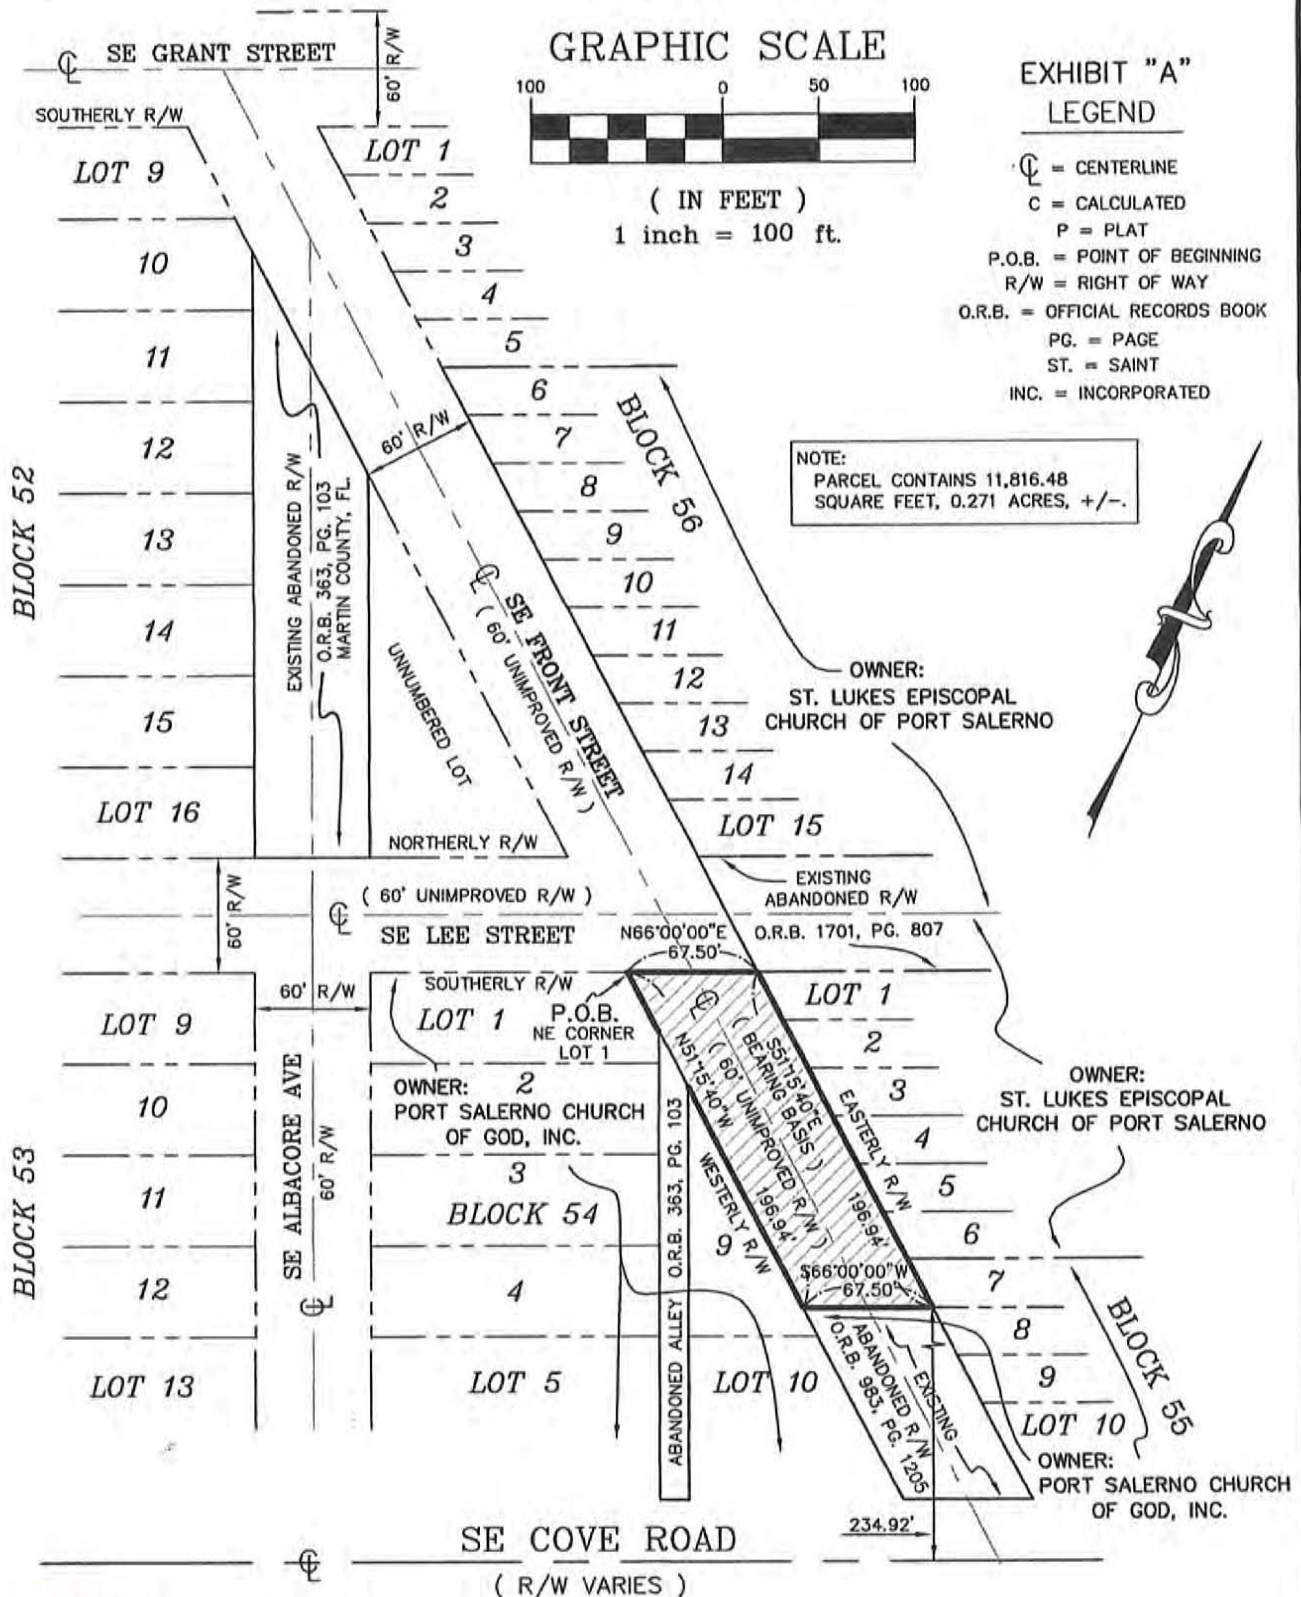 SE GRANT STREET
60' R/W
SOUTHERLY R/W
GRAPHIC SCALE
100 0 50 100
( IN FEET )
1 inch = 100 ft.
EXHIBIT "A"
LEGEND
℄ = CENTERLINE
C = CALCULATED
P = PLAT
P.O.B. = POINT OF BEGINNING
R/W = RIGHT OF WAY
O.R.B. = OFFICIAL RECORDS BOOK
PG. = PAGE
ST. = SAINT
INC. = INCORPORATED
NOTE:
PARCEL CONTAINS 11,816.48
SQUARE FEET, 0.271 ACRES, +/-.
BLOCK 52
LOT 9
10
11
12
13
14
15
LOT 16
EXISTING ABANDONED R/W
O.R.B. 363, PG. 103
MARTIN COUNTY, FL.
UNNUMBERED LOT
NORTHERLY R/W
60' R/W
℄
SE FRONT STREET
( 60' UNIMPROVED R/W )
LOT 1
2
3
4
5
6
7
8
9
10
11
12
13
14
LOT 15
BLOCK 56
OWNER:
ST. LUKES EPISCOPAL
CHURCH OF PORT SALERNO
EXISTING
ABANDONED R/W
O.R.B. 1701, PG. 807
60' R/W
( 60' UNIMPROVED R/W )
℄
SE LEE STREET
N66°00'00"E
67.50'
SOUTHERLY R/W
60' R/W
P.O.B.
NE CORNER
LOT 1
BLOCK 53
LOT 9
10
11
12
LOT 13
SE ALBACORE AVE
60' R/W
℄
LOT 1
2
OWNER:
PORT SALERNO CHURCH
OF GOD, INC.
3
BLOCK 54
4
LOT 5
ABANDONED ALLEY O.R.B. 363, PG. 103
9
LOT 10
WESTERLY R/W
N51°15'40"W
196.94'
℄
( 60' UNIMPROVED R/W )
( BEARING BASIS )
S51°15'40"E
196.94'
EASTERLY R/W
S66°00'00"W
67.50'
LOT 1
2
3
4
5
6
7
8
9
LOT 10
BLOCK 55
OWNER:
ST. LUKES EPISCOPAL
CHURCH OF PORT SALERNO
EXISTING
ABANDONED R/W
O.R.B. 983, PG. 1205
OWNER:
PORT SALERNO CHURCH
OF GOD, INC.
234.92'
SE COVE ROAD
℄
( R/W VARIES )